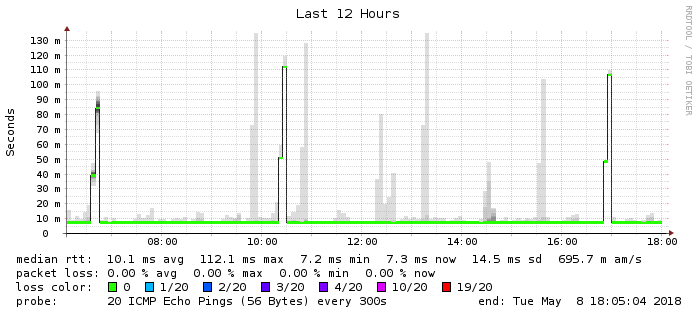 Last 12 Hours
RRDTOOL / TOBI OETIKER
Seconds
130 m
120 m
110 m
100 m
90 m
80 m
70 m
60 m
50 m
40 m
30 m
20 m
10 m
0
08:00 10:00 12:00 14:00 16:00 18:00
median rtt: 10.1 ms avg 112.1 ms max 7.2 ms min 7.3 ms now 14.5 ms sd 695.7 m am/s
packet loss: 0.00 % avg 0.00 % max 0.00 % min 0.00 % now
loss color: 0 1/20 2/20 3/20 4/20 10/20 19/20
probe: 20 ICMP Echo Pings (56 Bytes) every 300s end: Tue May 8 18:05:04 2018